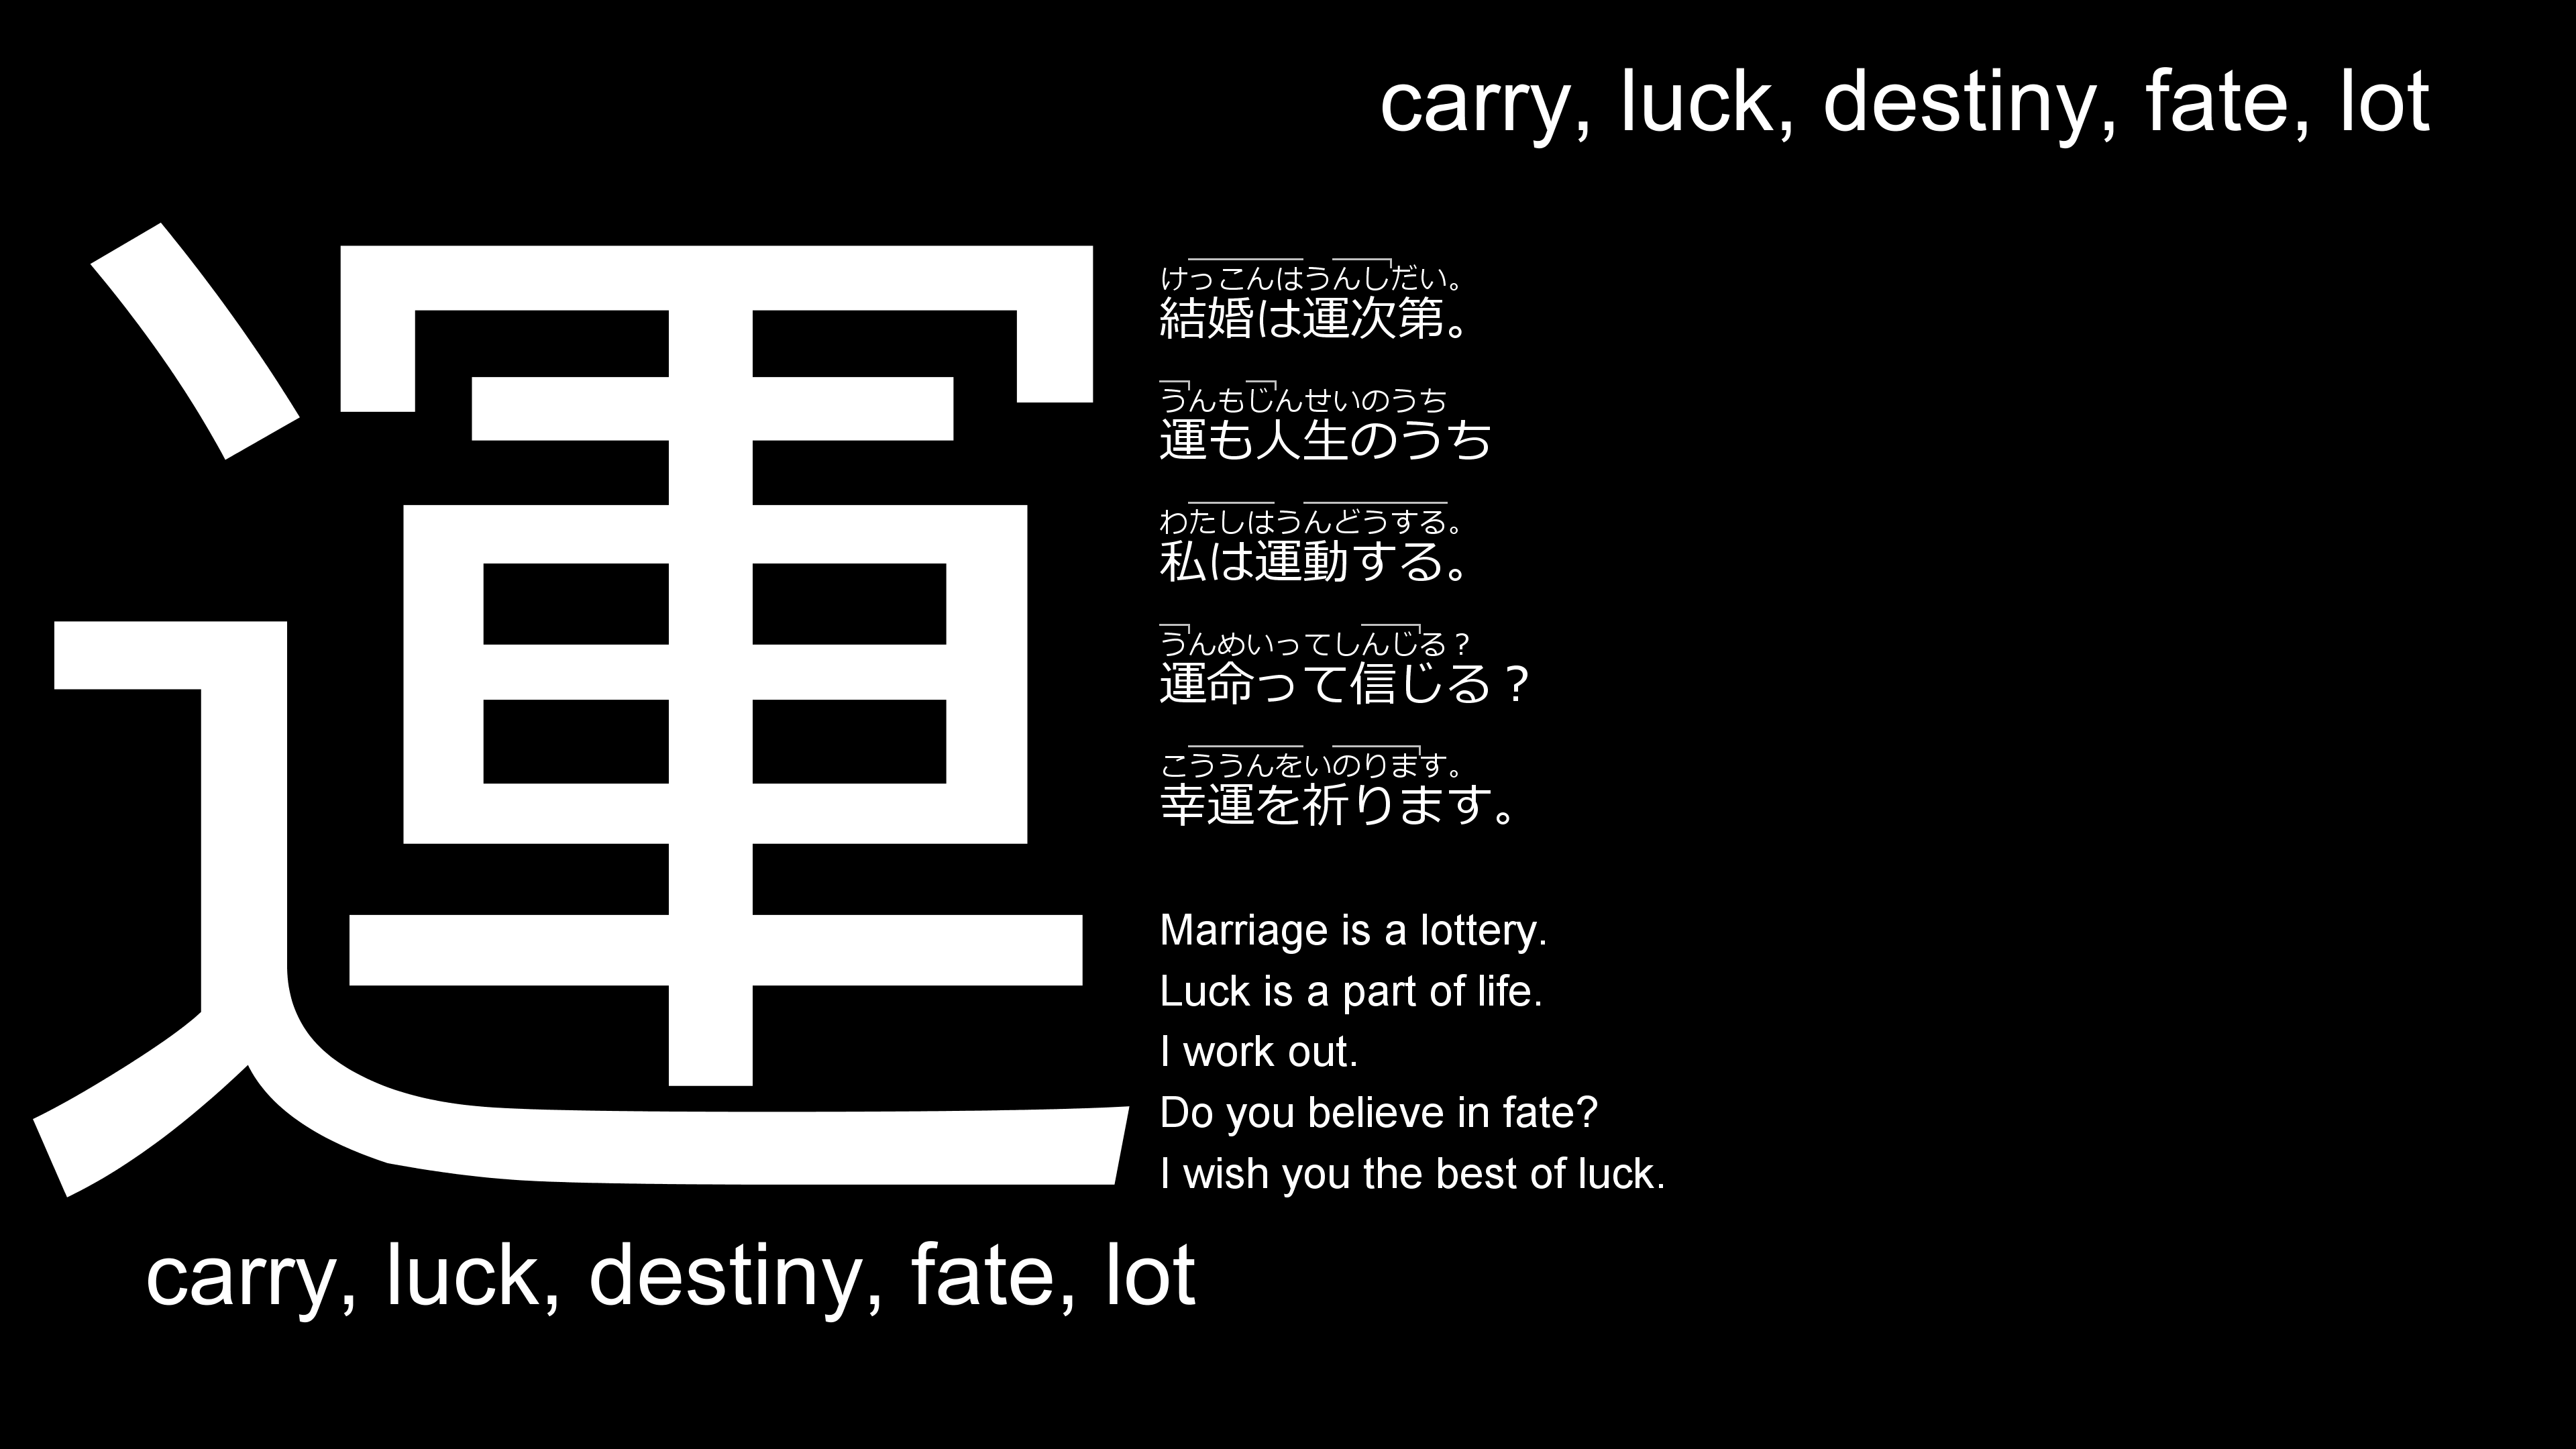 carry, luck, destiny, fate, lot
運
けっこんはうんしだい。
結婚は運次第。
うんもじんせいのうち
運も人生のうち
わたしはうんどうする。
私は運動する。
うんめいってしんじる？
運命って信じる？
こううんをいのります。
幸運を祈ります。
Marriage is a lottery.
Luck is a part of life.
I work out.
Do you believe in fate?
I wish you the best of luck.
carry, luck, destiny, fate, lot